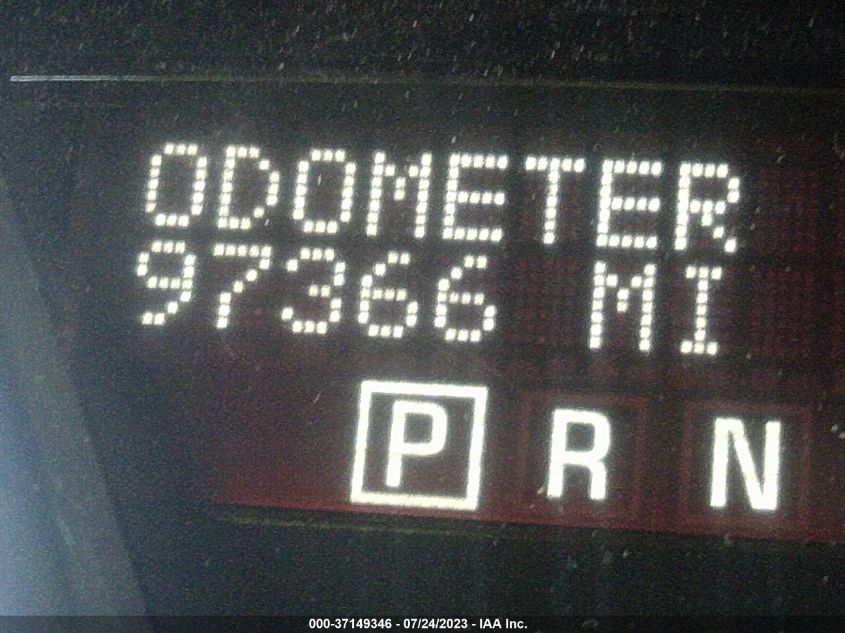 ODOMETER
97366 MI
P R N
000-37149346 - 07/24/2023 - IAA Inc.